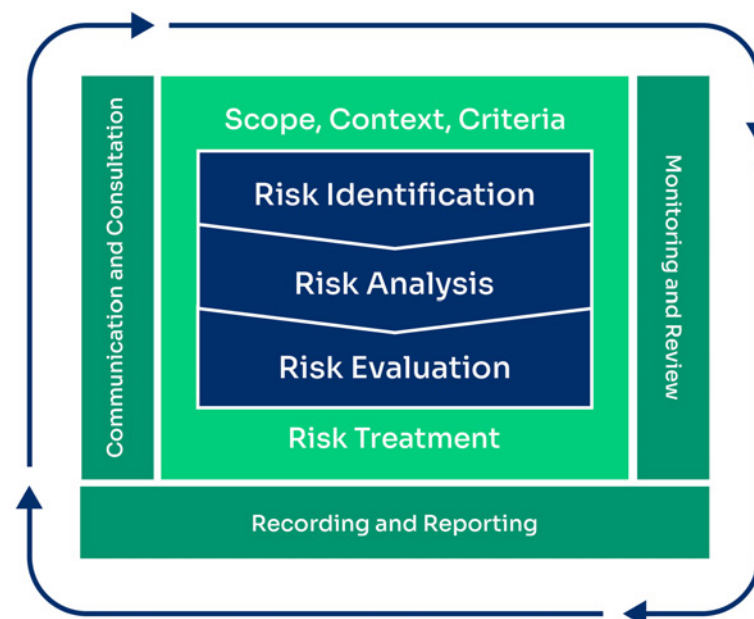 Scope, Context, Criteria
Communication and Consultation
Risk Identification
Risk Analysis
Risk Evaluation
Risk Treatment
Monitoring and Review
Recording and Reporting